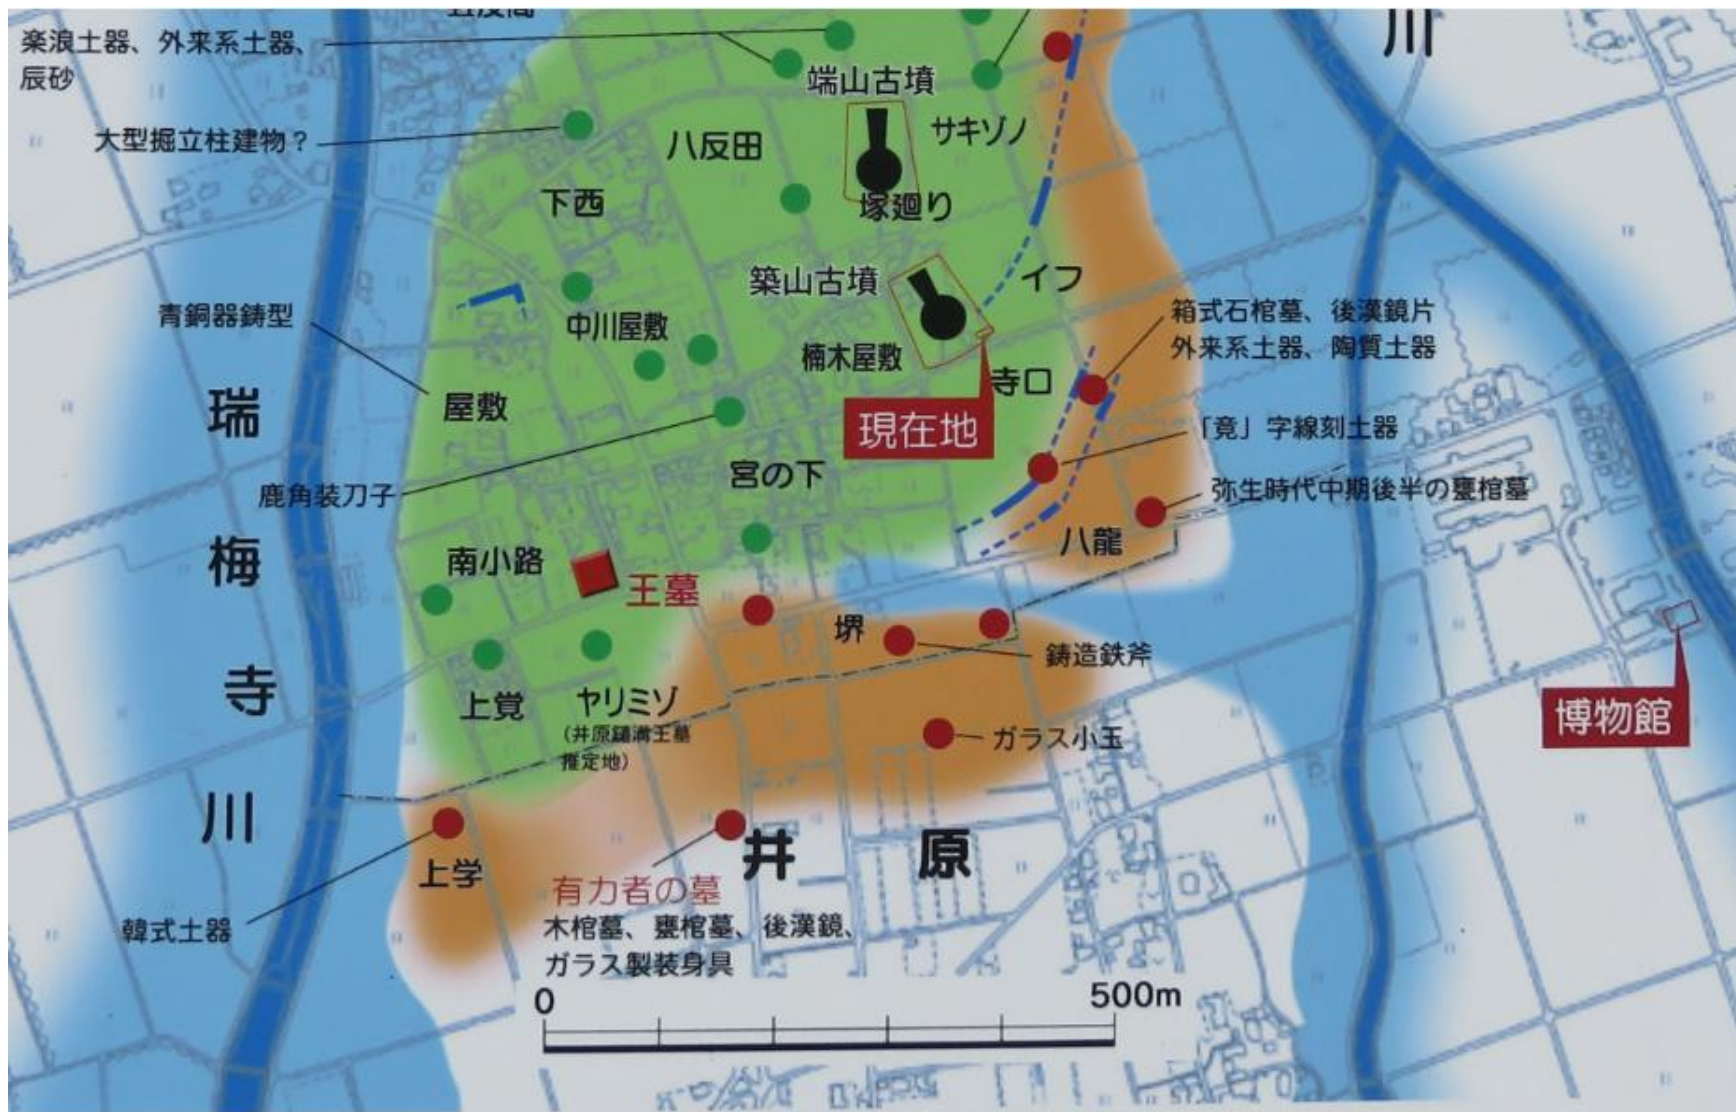 楽浪土器、外来系土器、
辰砂
川
端山古墳
大型掘立柱建物?
八反田
サキゾノ
下西
塚廻り
築山古墳
イフ
青銅器鋳型
中川屋敷
箱式石棺墓、後漢鏡片
外来系土器、陶質土器
楠木屋敷
寺口
屋敷
現在地
「竟」字線刻土器
宮の下
鹿角装刀子
弥生時代中期後半の甕棺墓
八龍
南小路
王墓
堺
鋳造鉄斧
上覚
ヤリミゾ
(井原鑓溝王墓
推定地)
ガラス小玉
博物館
瑞梅寺川
井原
上学
有力者の墓
木棺墓、甕棺墓、後漢鏡、
ガラス製装身具
韓式土器
0
500m